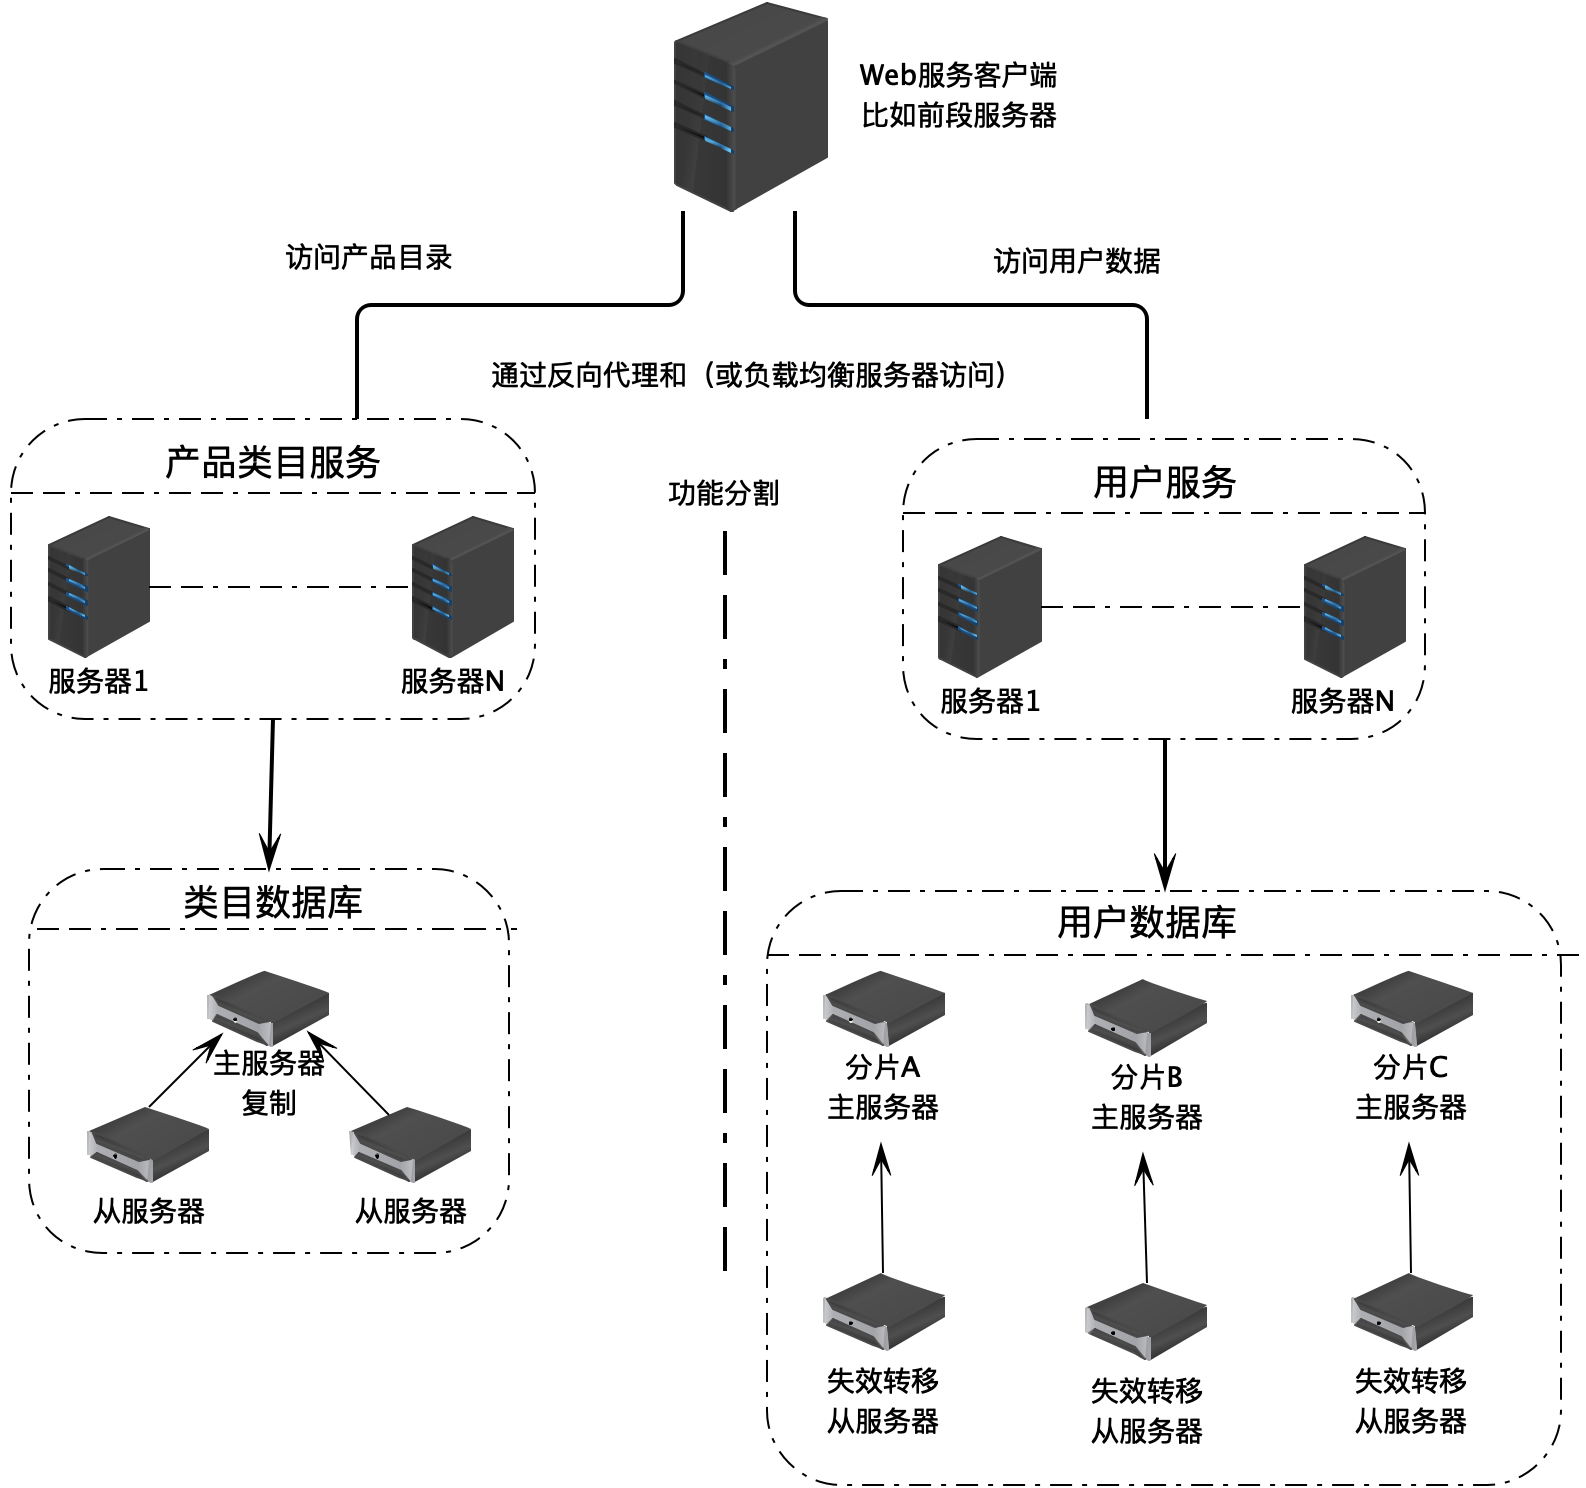 Web服务客户端
比如前段服务器
访问产品目录
访问用户数据
通过反向代理和（或负载均衡服务器访问）
产品类目服务
服务器1
服务器N
功能分割
用户服务
服务器1
服务器N
类目数据库
主服务器
复制
从服务器
从服务器
用户数据库
分片A
主服务器
分片B
主服务器
分片C
主服务器
失效转移
从服务器
失效转移
从服务器
失效转移
从服务器